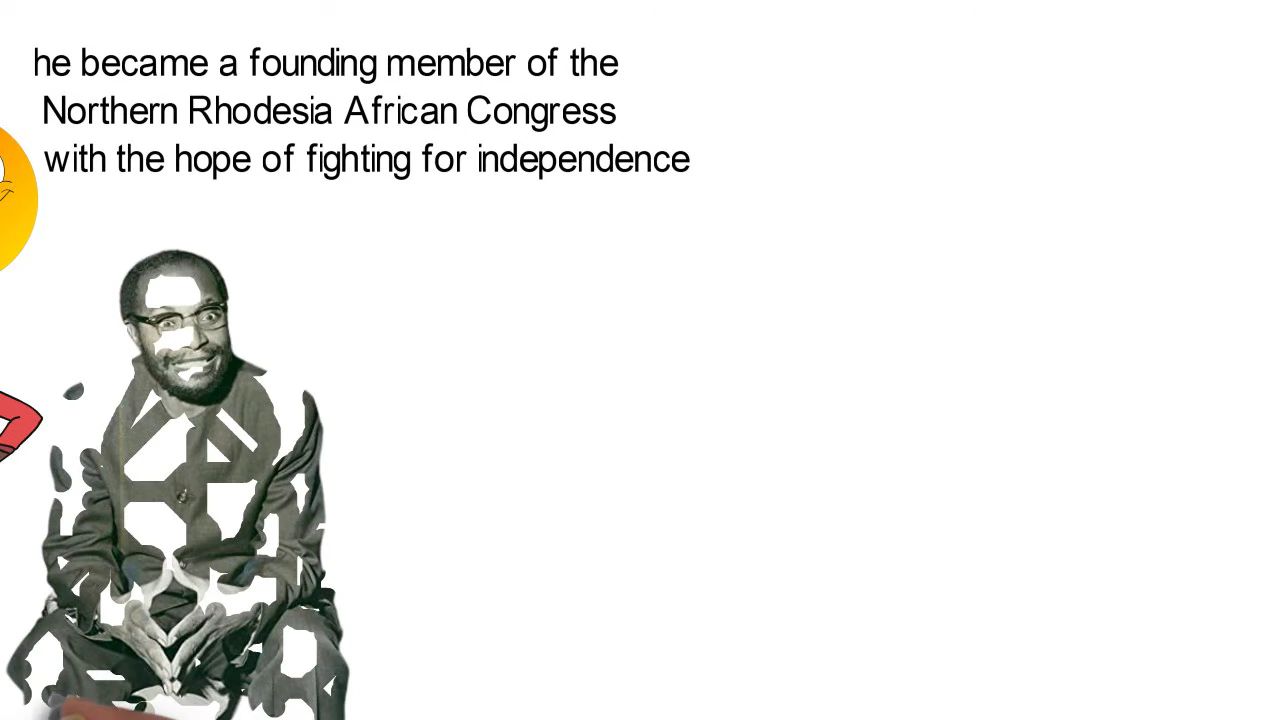 he became a founding member of the
Northern Rhodesia African Congress
with the hope of fighting for independence